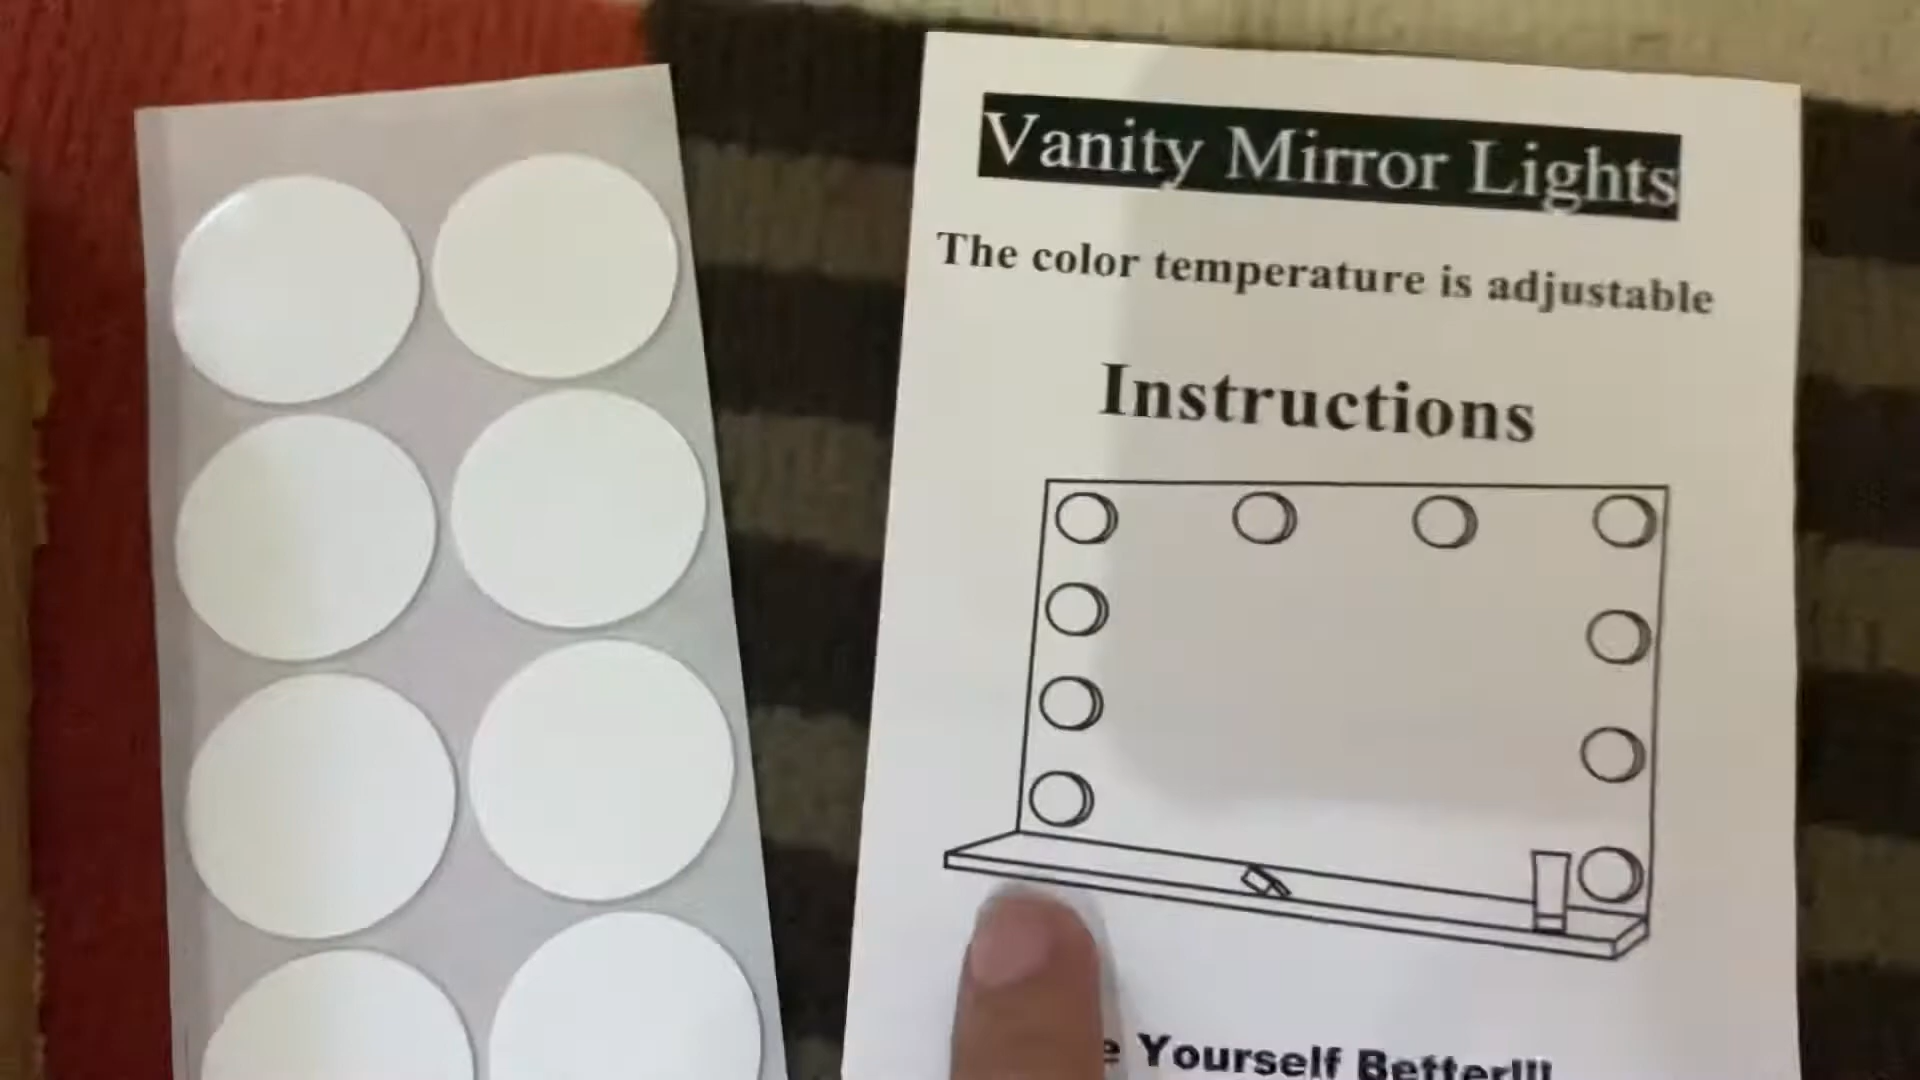 Vanity Mirror Lights
The color temperature is adjustable
Instructions
Yourself Better!!!